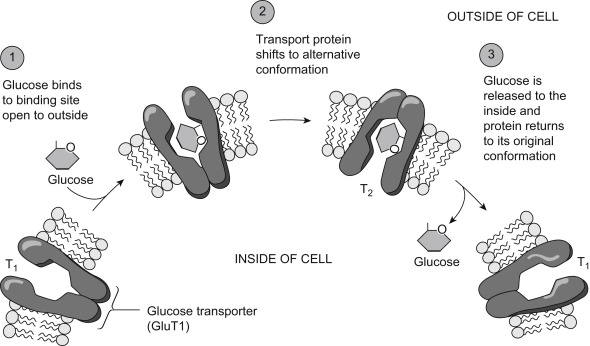 1
Glucose binds
to binding site
open to outside
O
Glucose
T1
Glucose transporter
(GluT1)
2
Transport protein
shifts to alternative
conformation
O
OUTSIDE OF CELL
INSIDE OF CELL
T2
O
3
Glucose is
released to the
inside and
protein returns
to its original
conformation
O
Glucose
T1